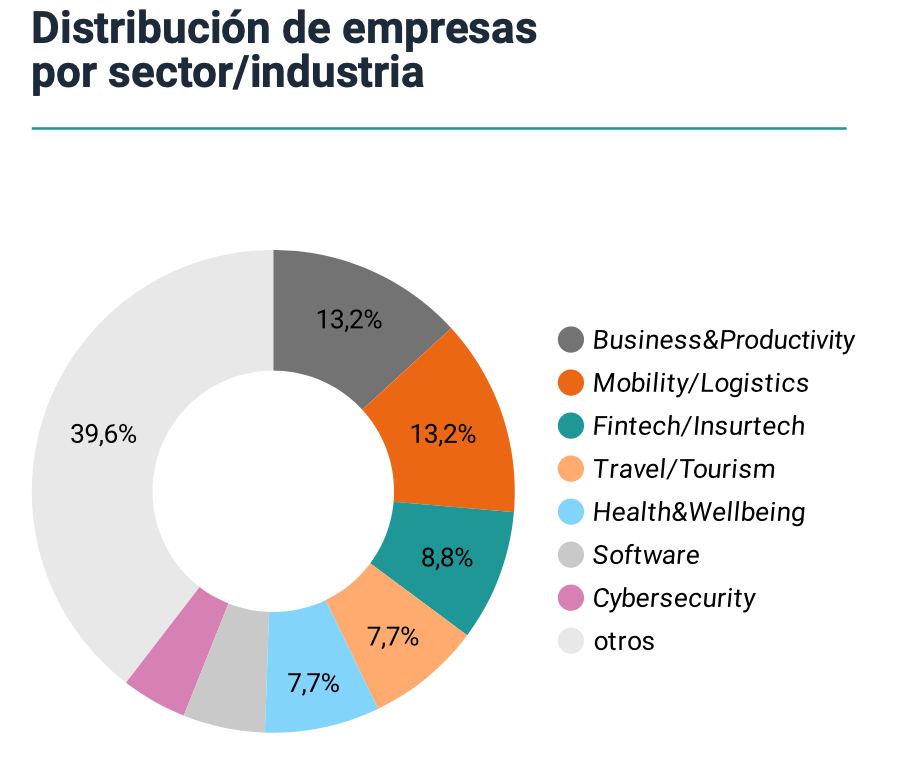 Distribución de empresas
por sector/industria
13,2%
13,2%
39,6%
8,8%
7,7%
7,7%
Business&Productivity
Mobility/Logistics
Fintech/Insurtech
Travel/Tourism
Health&Wellbeing
Software
Cybersecurity
otros